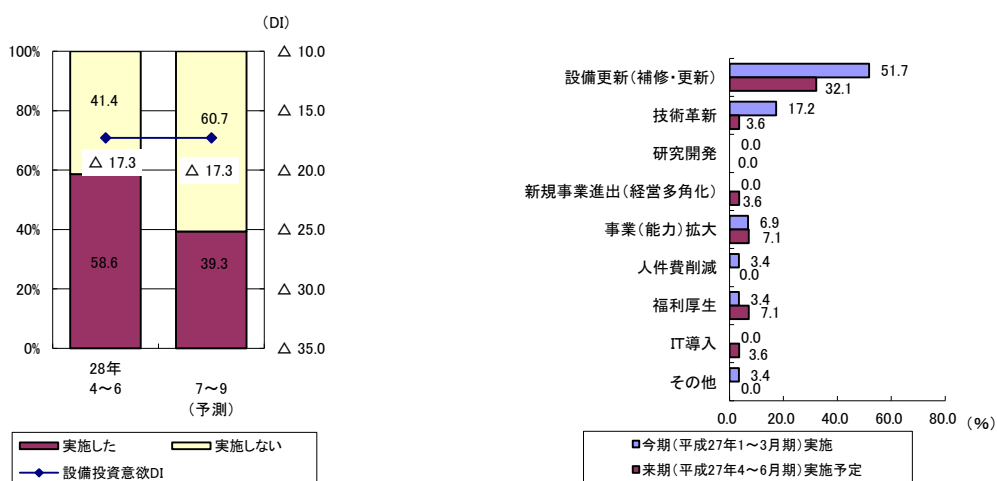 (DI)
100%
80%
60%
40%
20%
0%
41.4
60.7
△ 17.3
△ 17.3
58.6
39.3
△ 10.0
△ 15.0
△ 20.0
△ 25.0
△ 30.0
△ 35.0
28年
4～6
7～9
(予測)
実施した
実施しない
設備投資意欲DI
設備更新(補修・更新)
51.7
32.1
技術革新
17.2
3.6
研究開発
0.0
0.0
新規事業進出(経営多角化)
0.0
3.6
事業(能力)拡大
6.9
7.1
人件費削減
3.4
0.0
福利厚生
3.4
7.1
IT導入
0.0
3.6
その他
3.4
0.0
0.0 20.0 40.0 60.0 80.0 (%)
今期(平成27年1～3月期)実施
来期(平成27年4～6月期)実施予定